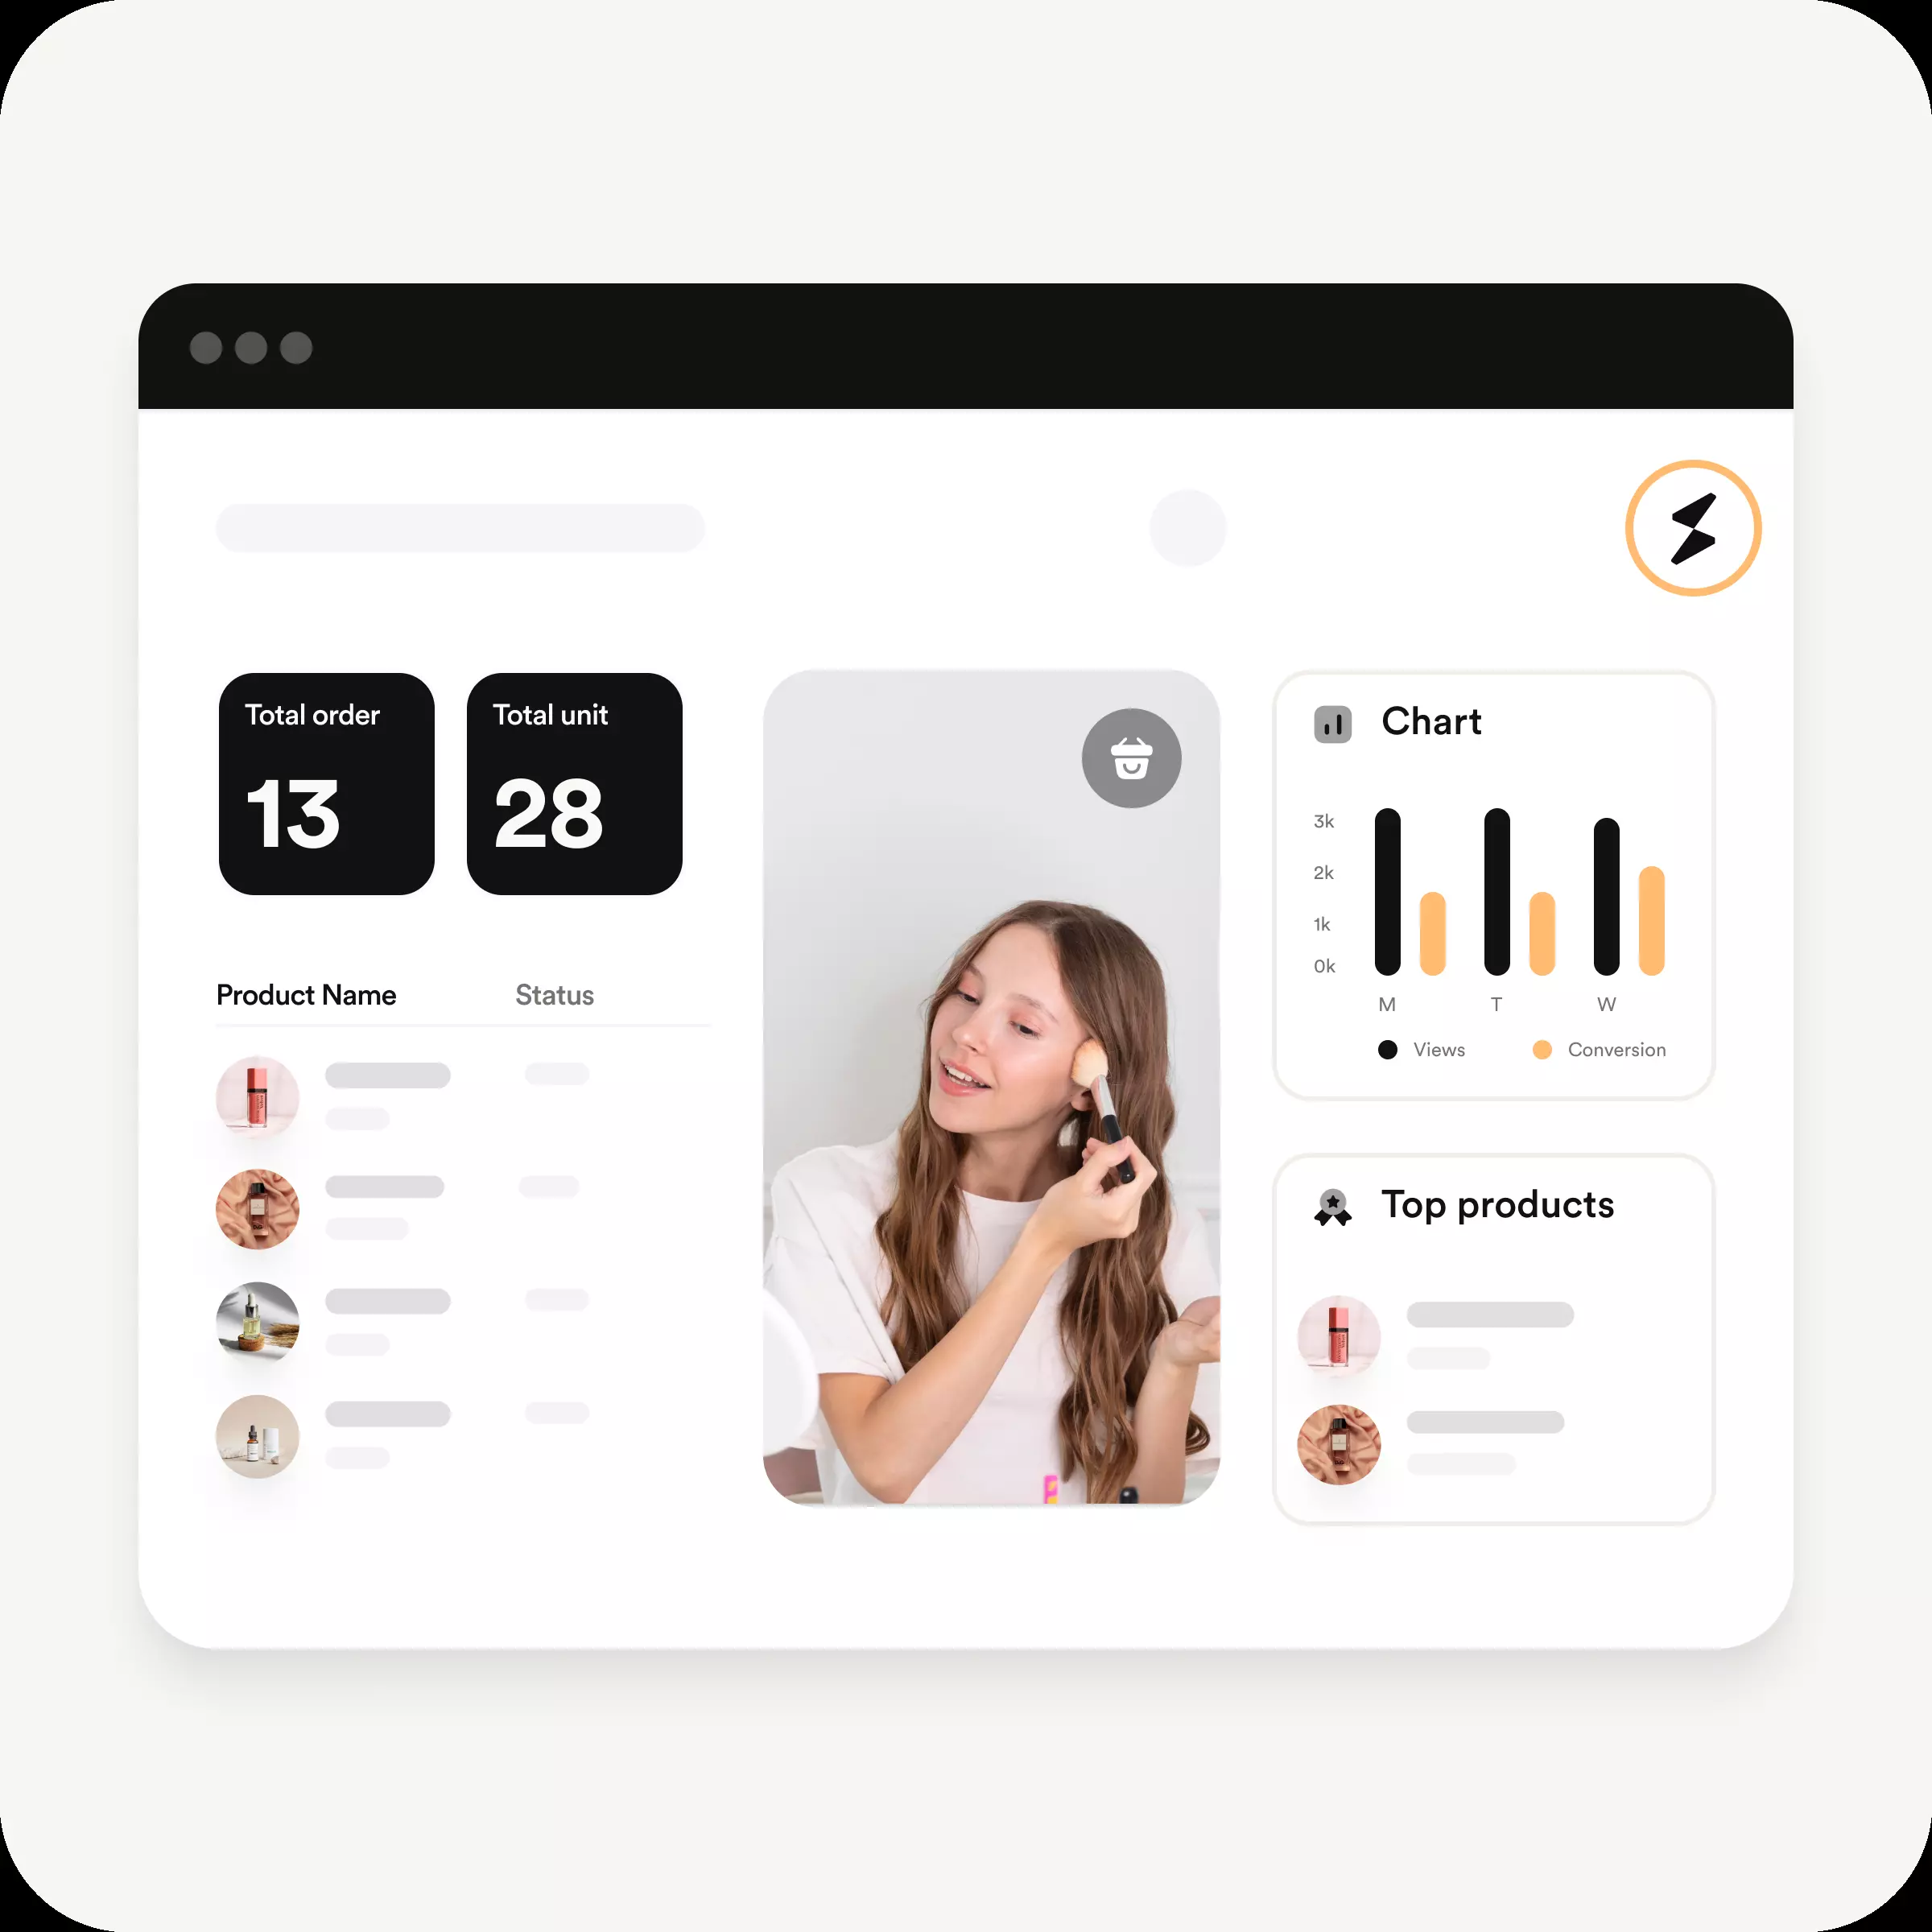 Total order
13
Total unit
28
Product Name
Status
Chart
3k
2k
1k
0k
M
T
W
Views
Conversion
Top products